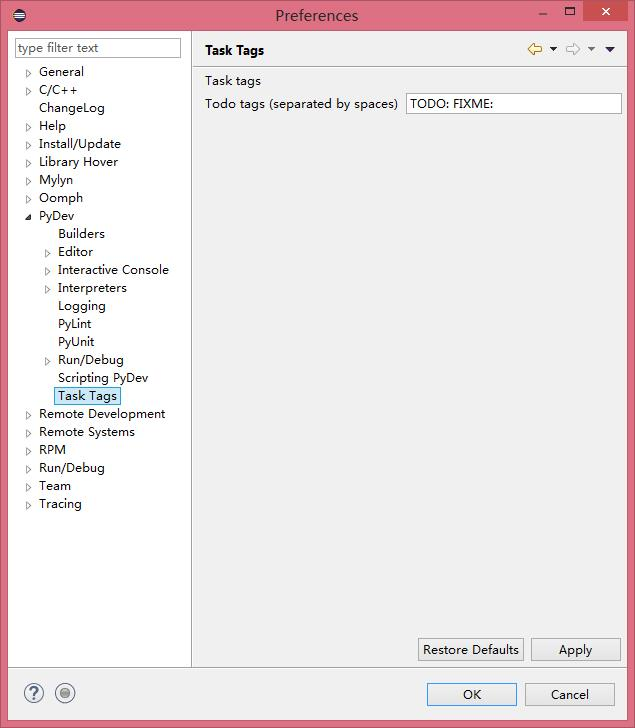 Preferences
type filter text
General
C/C++
ChangeLog
Help
Install/Update
Library Hover
Mylyn
Oomph
PyDev
Builders
Editor
Interactive Console
Interpreters
Logging
PyLint
PyUnit
Run/Debug
Scripting PyDev
Task Tags
Remote Development
Remote Systems
RPM
Run/Debug
Team
Tracing
Task Tags
Task tags
Todo tags (separated by spaces) TODO: FIXME:
Restore Defaults Apply
? OK Cancel